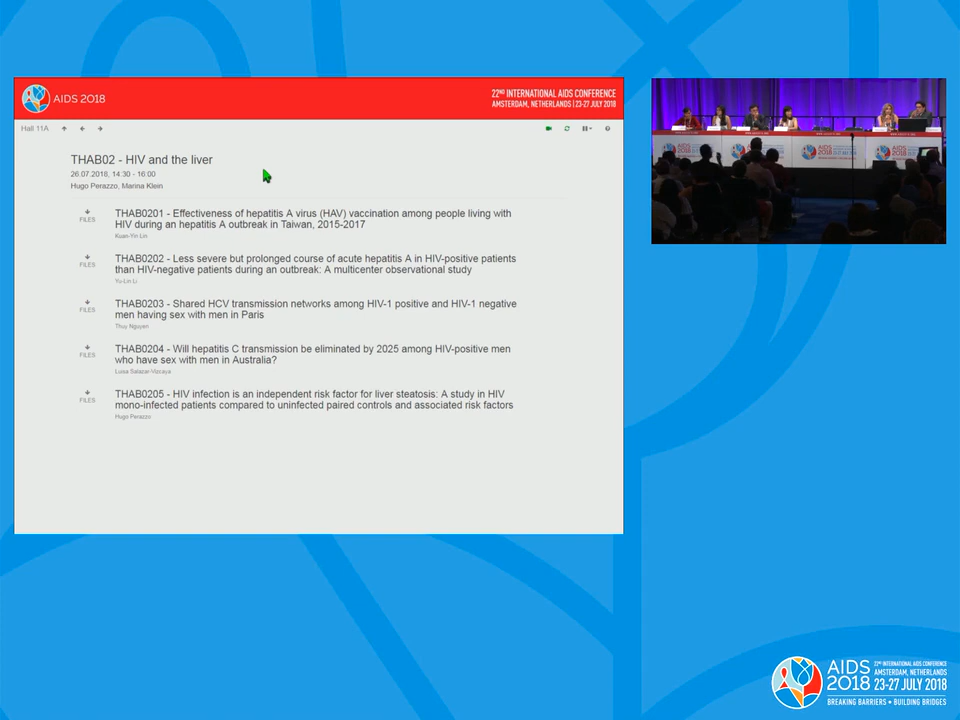 AIDS 2018
22ND INTERNATIONAL AIDS CONFERENCE
AMSTERDAM, NETHERLANDS | 23-27 JULY 2018
Hall 11A
THAB02 - HIV and the liver
26.07.2018, 14:30 - 16:00
Hugo Perazzo, Marina Klein
FILES
THAB0201 - Effectiveness of hepatitis A virus (HAV) vaccination among people living with
HIV during an hepatitis A outbreak in Taiwan, 2015-2017
Kuan-Yin Lin
FILES
THAB0202 - Less severe but prolonged course of acute hepatitis A in HIV-positive patients
than HIV-negative patients during an outbreak: A multicenter observational study
Yu-Lin Li
FILES
THAB0203 - Shared HCV transmission networks among HIV-1 positive and HIV-1 negative
men having sex with men in Paris
Thuy Nguyen
FILES
THAB0204 - Will hepatitis C transmission be eliminated by 2025 among HIV-positive men
who have sex with men in Australia?
Luisa Salazar-Vizcaya
FILES
THAB0205 - HIV infection is an independent risk factor for liver steatosis: A study in HIV
mono-infected patients compared to uninfected paired controls and associated risk factors
Hugo Perazzo
AIDS
2018
22ND INTERNATIONAL AIDS CONFERENCE
AMSTERDAM, NETHERLANDS
23-27 JULY 2018
BREAKING BARRIERS • BUILDING BRIDGES